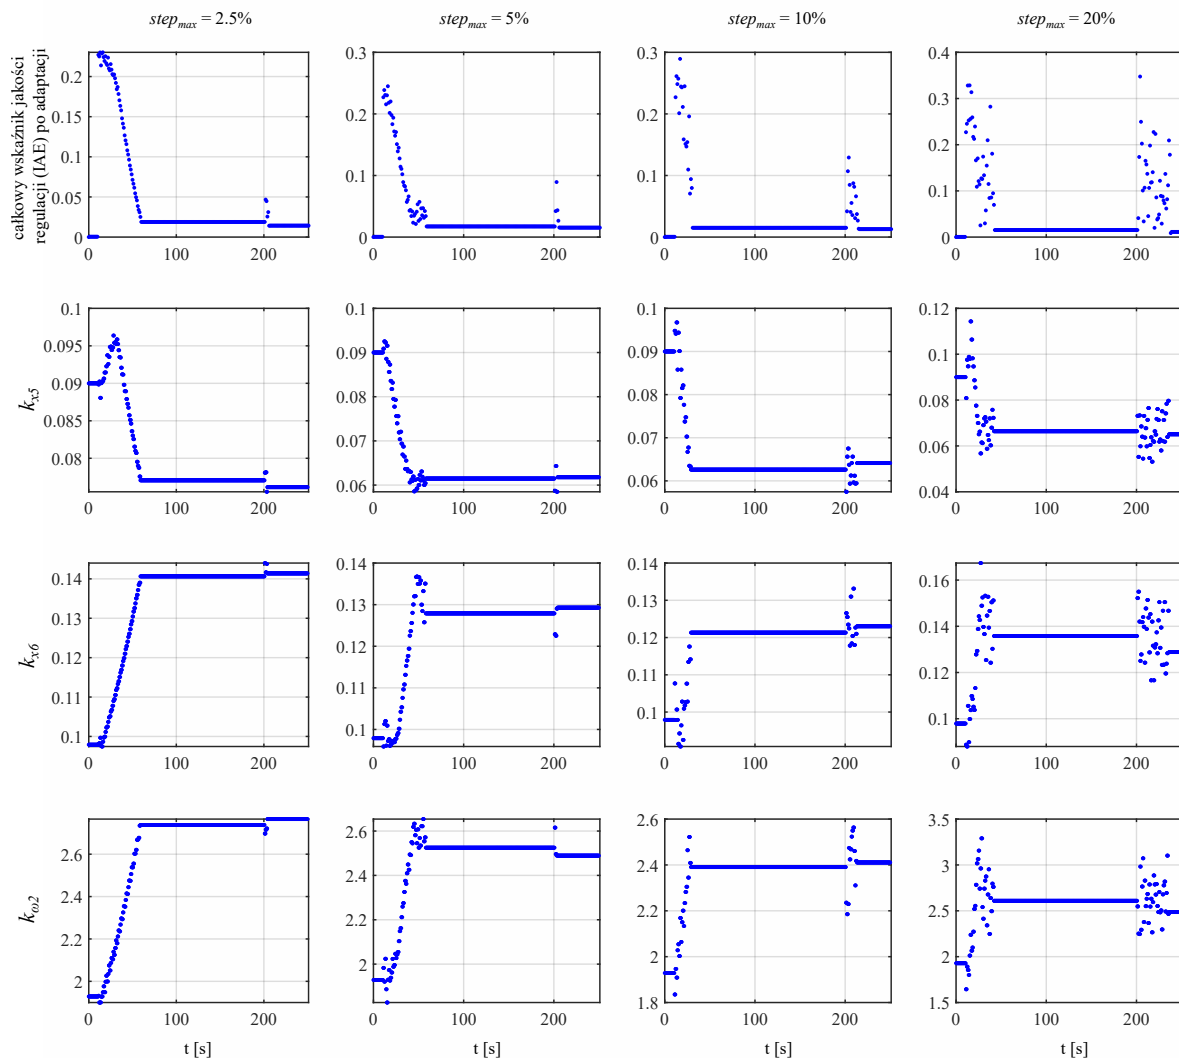 step_max = 2.5%
step_max = 5%
step_max = 10%
step_max = 20%
całkowy wskaźnik jakości
regulacji (IAE) po adaptacji
0.2
0.15
0.1
0.05
0
0 100 200
0.3
0.2
0.1
0
0 100 200
0.3
0.2
0.1
0
0 100 200
0.4
0.3
0.2
0.1
0
0 100 200
k_x5
0.1
0.095
0.09
0.085
0.08
0 100 200
0.1
0.09
0.08
0.07
0.06
0 100 200
0.1
0.09
0.08
0.07
0.06
0 100 200
0.12
0.1
0.08
0.06
0.04
0 100 200
k_x6
0.14
0.13
0.12
0.11
0.1
0 100 200
0.14
0.13
0.12
0.11
0.1
0 100 200
0.14
0.13
0.12
0.11
0.1
0 100 200
0.16
0.14
0.12
0.1
0 100 200
k_ω2
2.6
2.4
2.2
2
0 100 200
t [s]
2.6
2.4
2.2
2
0 100 200
t [s]
2.6
2.4
2.2
2
1.8
0 100 200
t [s]
3.5
3
2.5
2
1.5
0 100 200
t [s]